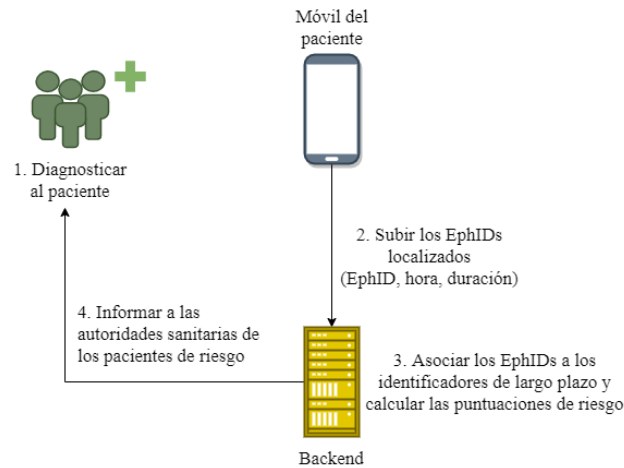 Móvil del
paciente
1. Diagnosticar
al paciente
2. Subir los EphIDs
localizados
(EphID, hora, duración)
4. Informar a las
autoridades sanitarias de
los pacientes de riesgo
3. Asociar los EphIDs a los
identificadores de largo plazo y
calcular las puntuaciones de riesgo
Backend